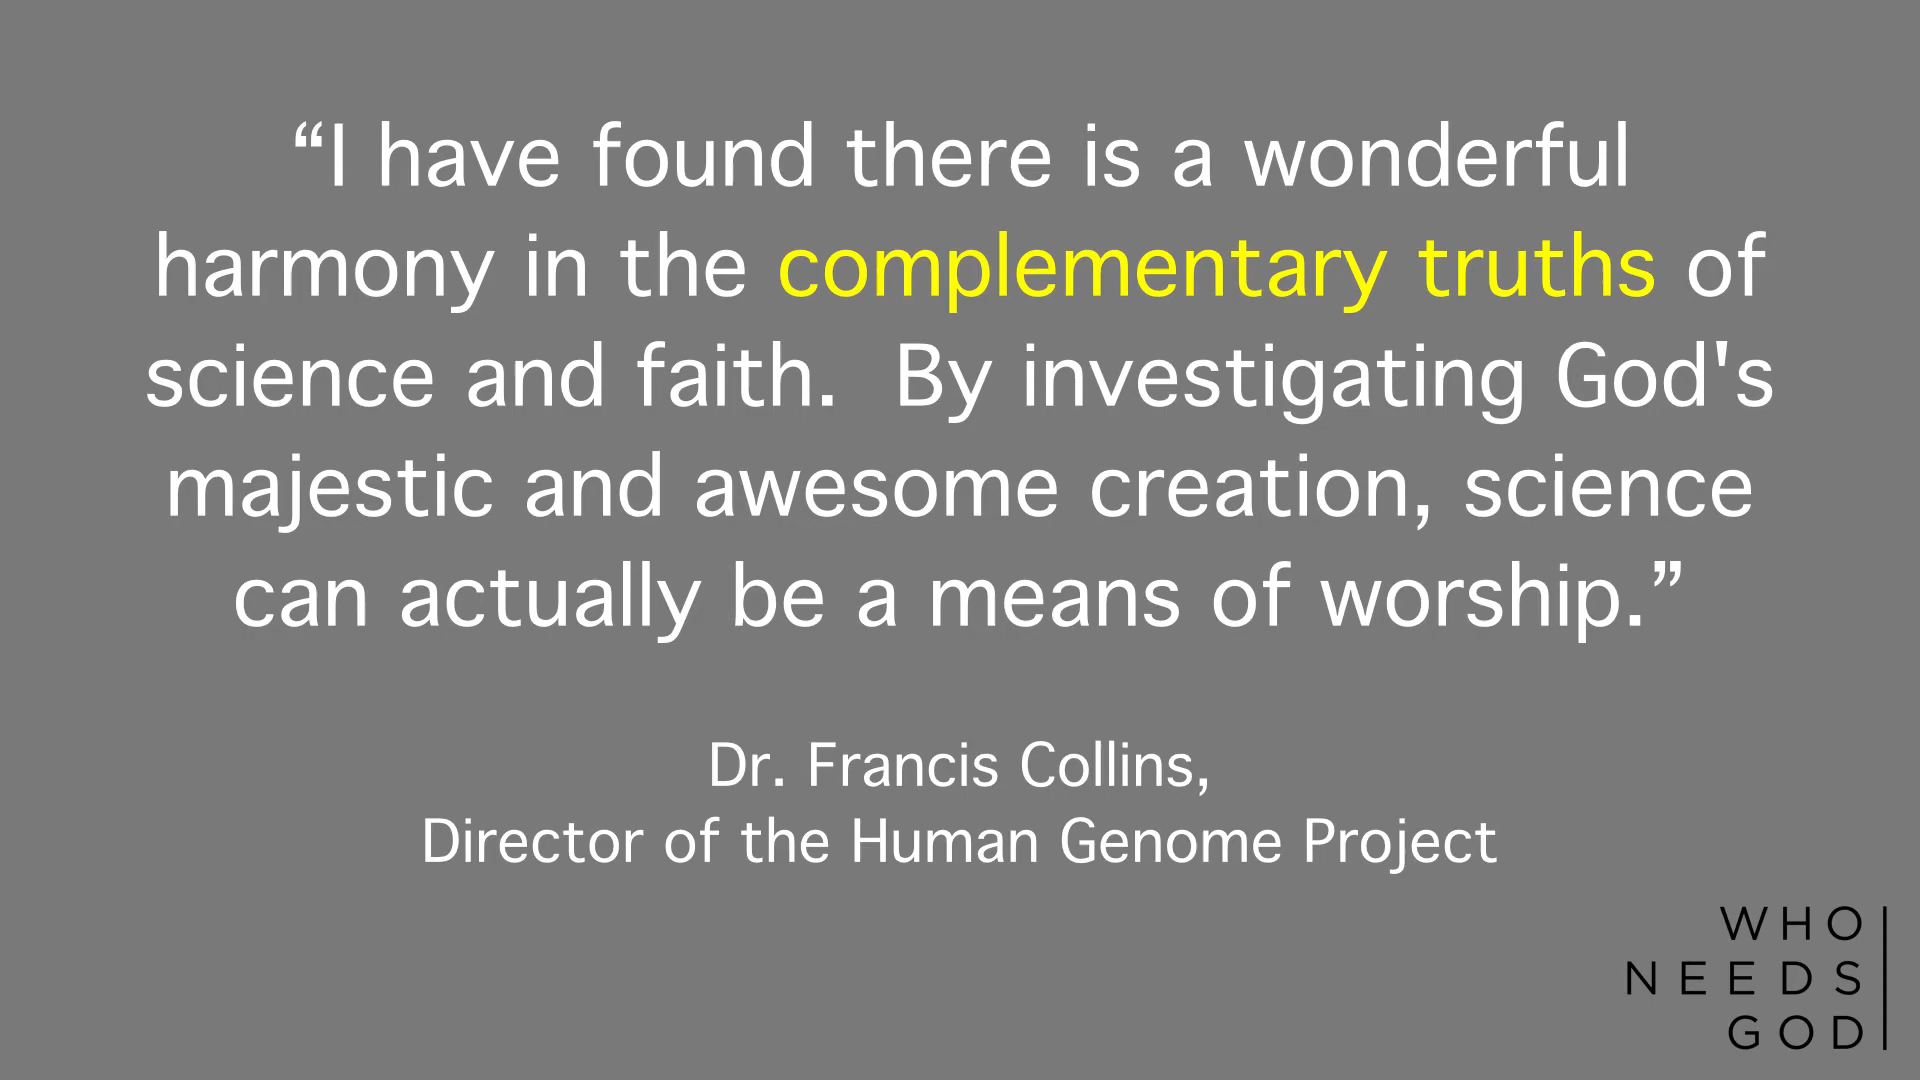 “I have found there is a wonderful
harmony in the complementary truths of
science and faith.  By investigating God's
majestic and awesome creation, science
can actually be a means of worship.”
Dr. Francis Collins,
Director of the Human Genome Project
WHO
NEEDS
GOD